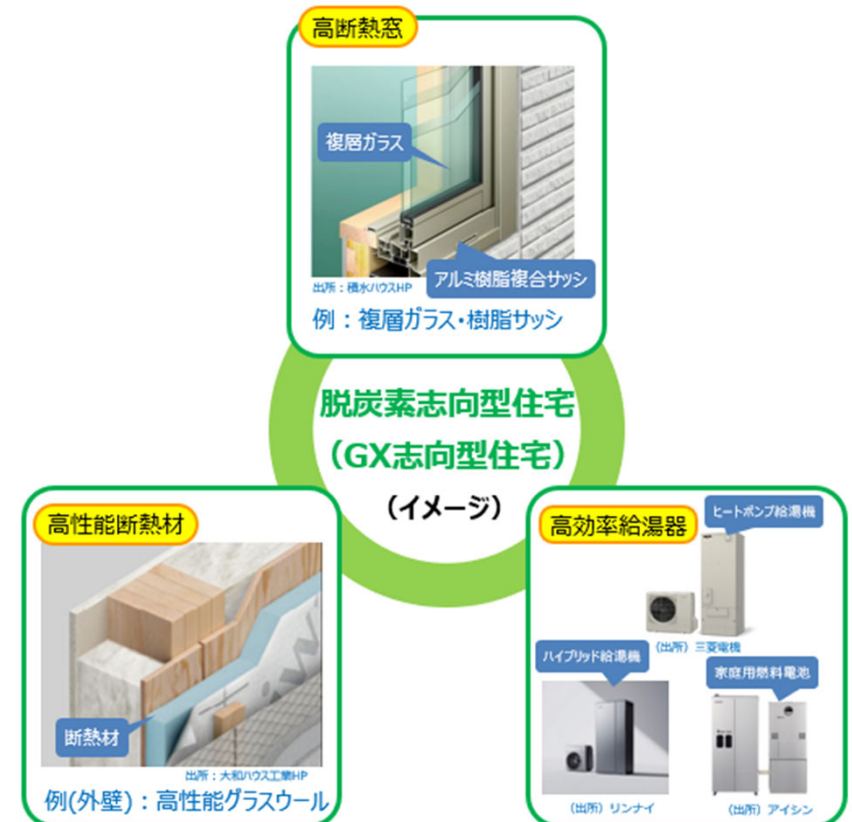 高断熱窓
複層ガラス
アルミ樹脂複合サッシ
出所：積水ハウスHP
例：複層ガラス・樹脂サッシ
脱炭素志向型住宅
（GX志向型住宅）
（イメージ）
高性能断熱材
断熱材
出所：大和ハウス工業HP
例(外壁)：高性能グラスウール
高効率給湯器
ヒートポンプ給湯機
（出所）三菱電機
ハイブリッド給湯機
（出所）リンナイ
家庭用燃料電池
（出所）アイシン